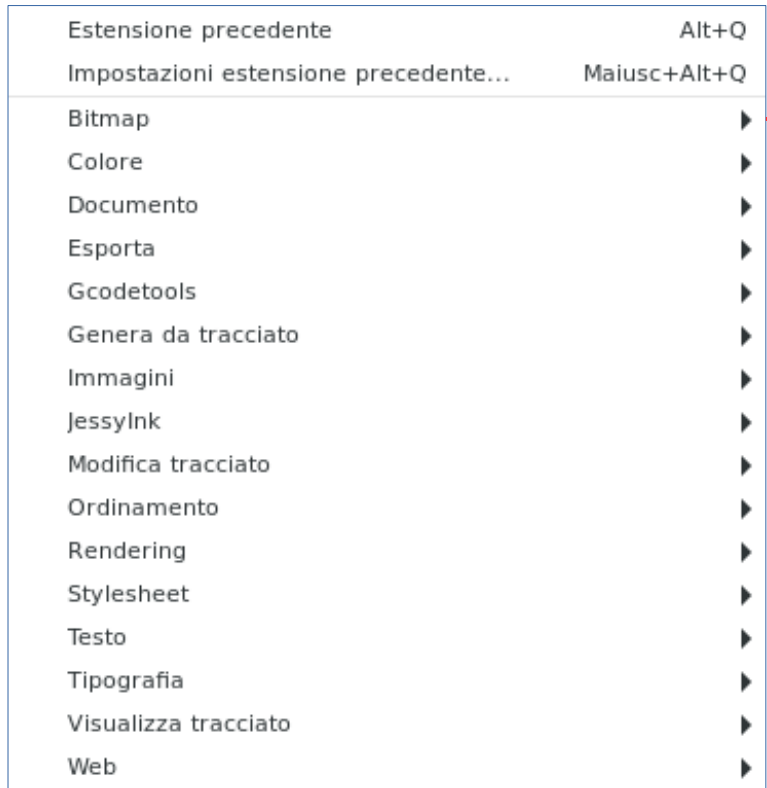 Estensione precedente Alt+Q
Impostazioni estensione precedente... Maiusc+Alt+Q
Bitmap
Colore
Documento
Esporta
Gcodetools
Genera da tracciato
Immagini
JessyInk
Modifica tracciato
Ordinamento
Rendering
Stylesheet
Testo
Tipografia
Visualizza tracciato
Web